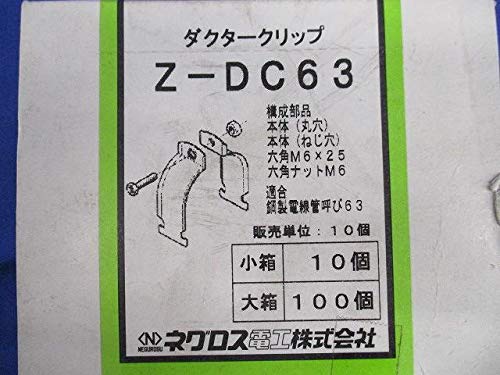 ダクタークリップ
Z-DC63
構成部品
本体（丸穴）
本体（ねじ穴）
六角M6×25
六角ナットM6
適合
鋼製電線管呼び63
販売単位：10個
小箱 10個
大箱 100個
N ネグロス電工株式会社
NEGUROSU